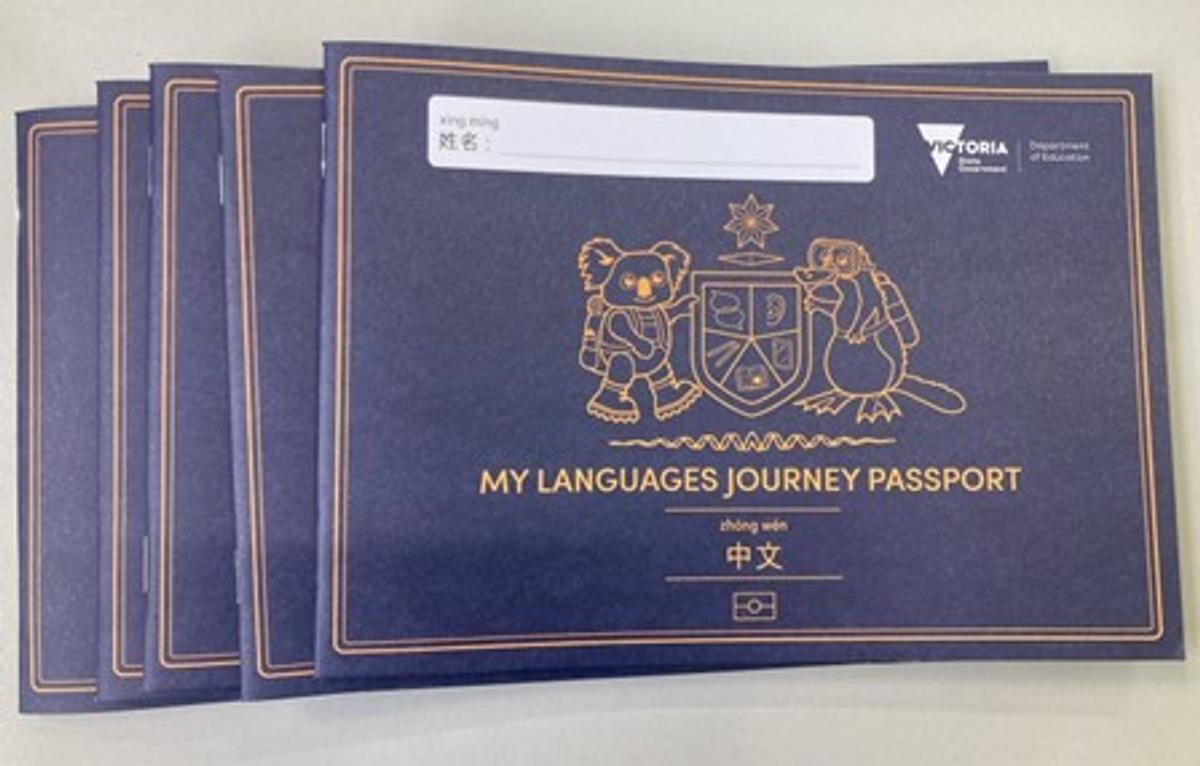 xìng míng
姓名：
VICTORIA
State
Government
Department
of Education
MY LANGUAGES JOURNEY PASSPORT
zhōng wén
中文